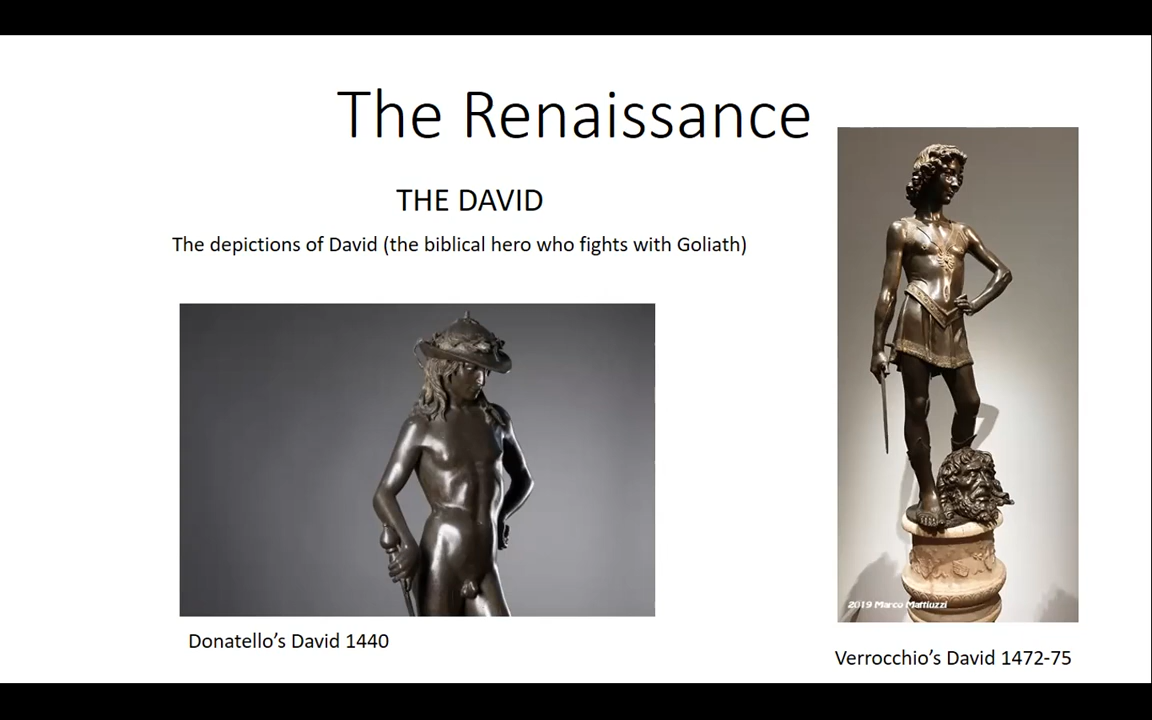 The Renaissance
THE DAVID
The depictions of David (the biblical hero who fights with Goliath)
2019 Marco Mattiuzzi
Donatello’s David 1440
Verrocchio’s David 1472-75